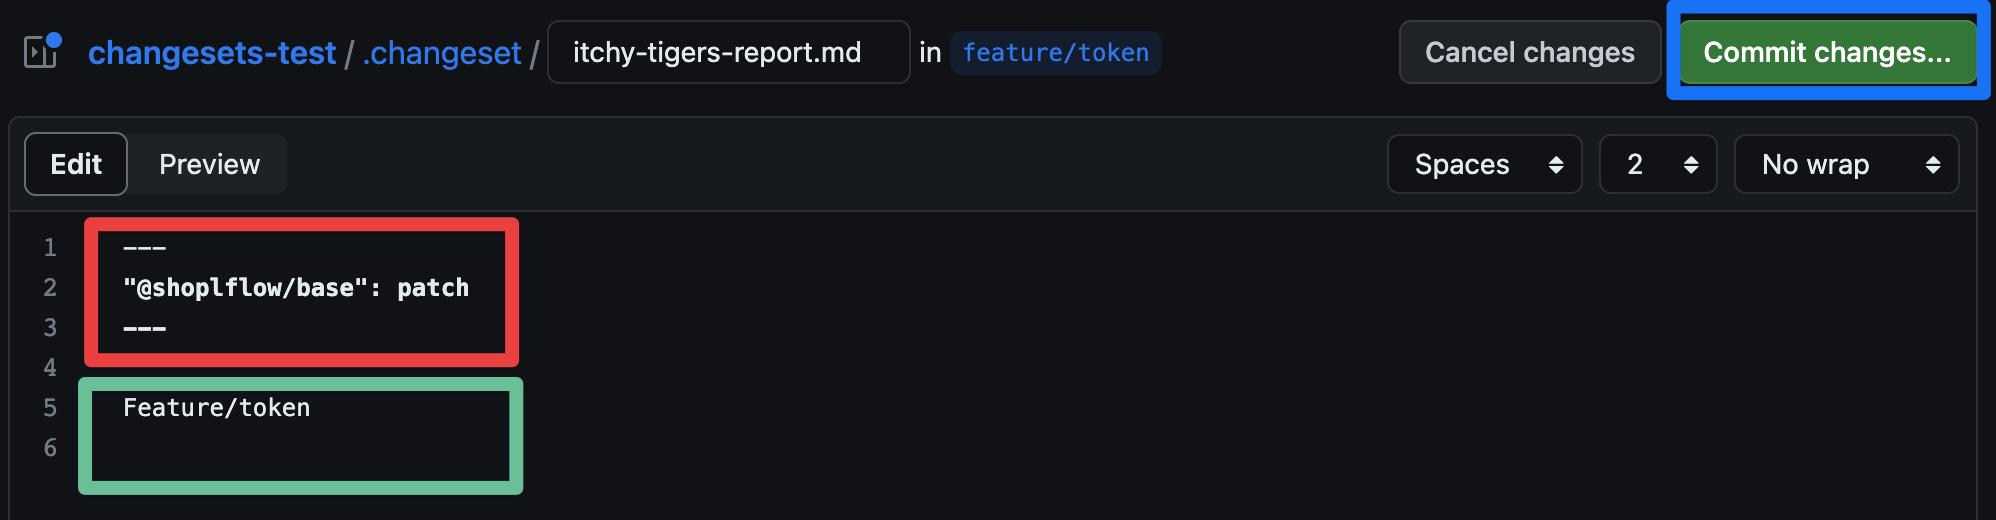 changesets-test / .changeset / itchy-tigers-report.md in feature/token Cancel changes Commit changes...
Edit Preview Spaces 2 No wrap
1 ---
2 "@shoplflow/base": patch
3 ---
4
5 Feature/token
6